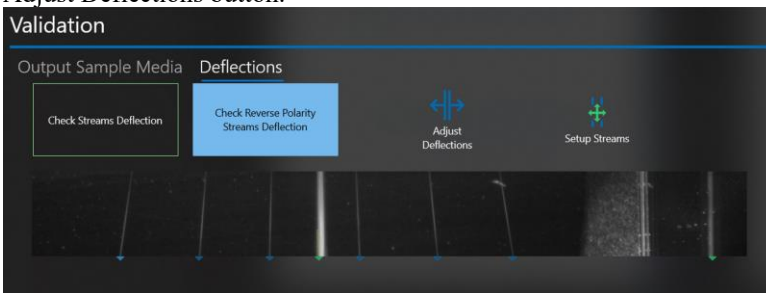 Adjust Deflections button.
Validation
Output Sample Media Deflections
Check Streams Deflection
Check Reverse Polarity
Streams Deflection
Adjust
Deflections
Setup Streams